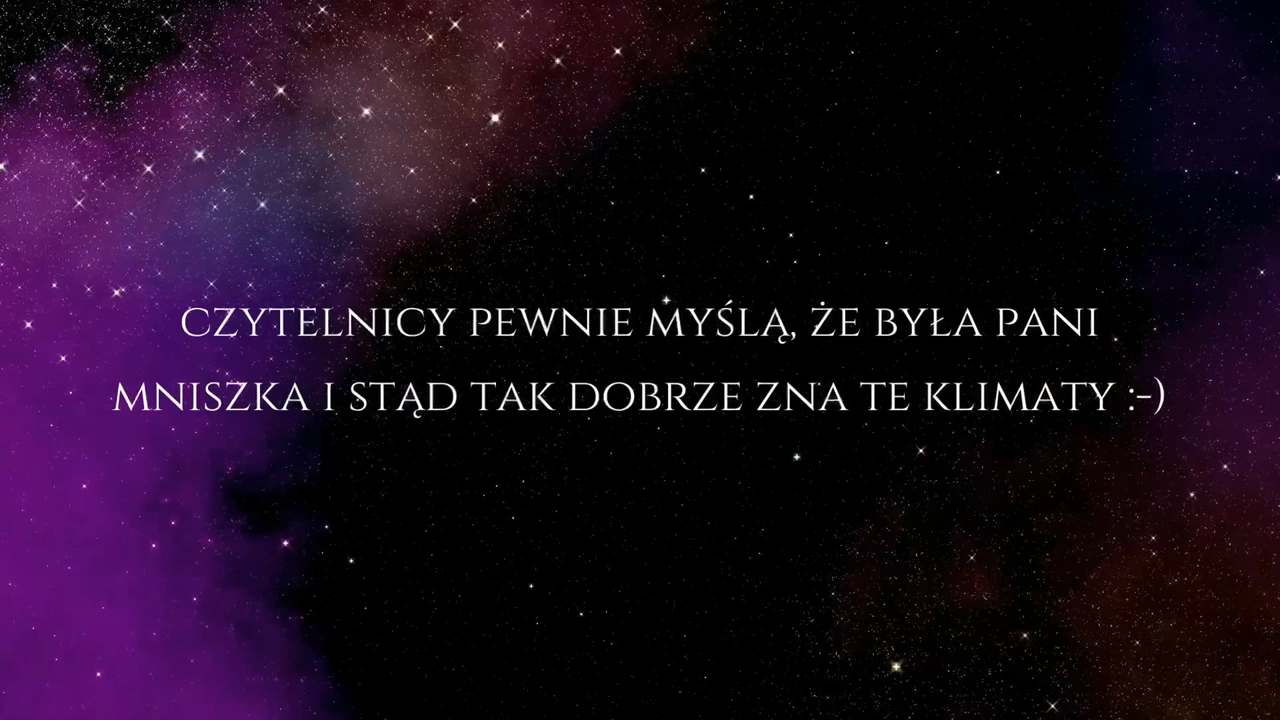 CZYTELNICY PEWNIE MYŚLĄ, ŻE BYŁA PANI
MNISZKA I STĄD TAK DOBRZE ZNA TE KLIMATY :-)